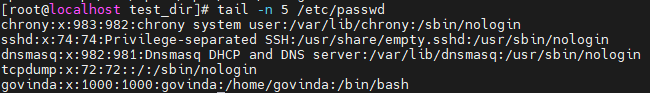 [root@localhost test_dir]# tail -n 5 /etc/passwd
chrony:x:983:982:chrony system user:/var/lib/chrony:/sbin/nologin
sshd:x:74:74:Privilege-separated SSH:/usr/share/empty.sshd:/usr/sbin/nologin
dnsmasq:x:982:981:Dnsmasq DHCP and DNS server:/var/lib/dnsmasq:/usr/sbin/nologin
tcpdump:x:72:72::/:/sbin/nologin
govinda:x:1000:1000:govinda:/home/govinda:/bin/bash